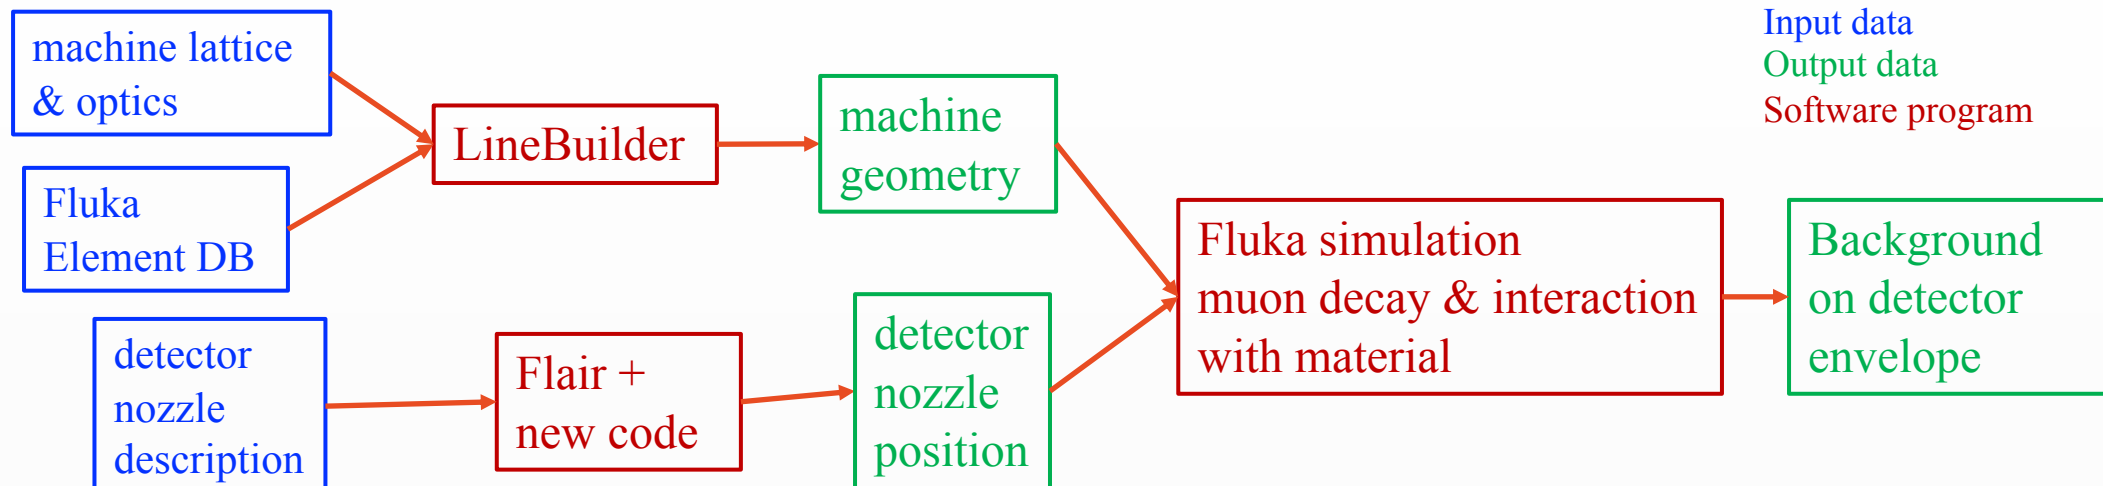 machine lattice
& optics
Fluka
Element DB
detector
nozzle
description
LineBuilder
Flair +
new code
machine
geometry
detector
nozzle
position
Fluka simulation
muon decay & interaction
with material
Background
on detector
envelope
Input data
Output data
Software program